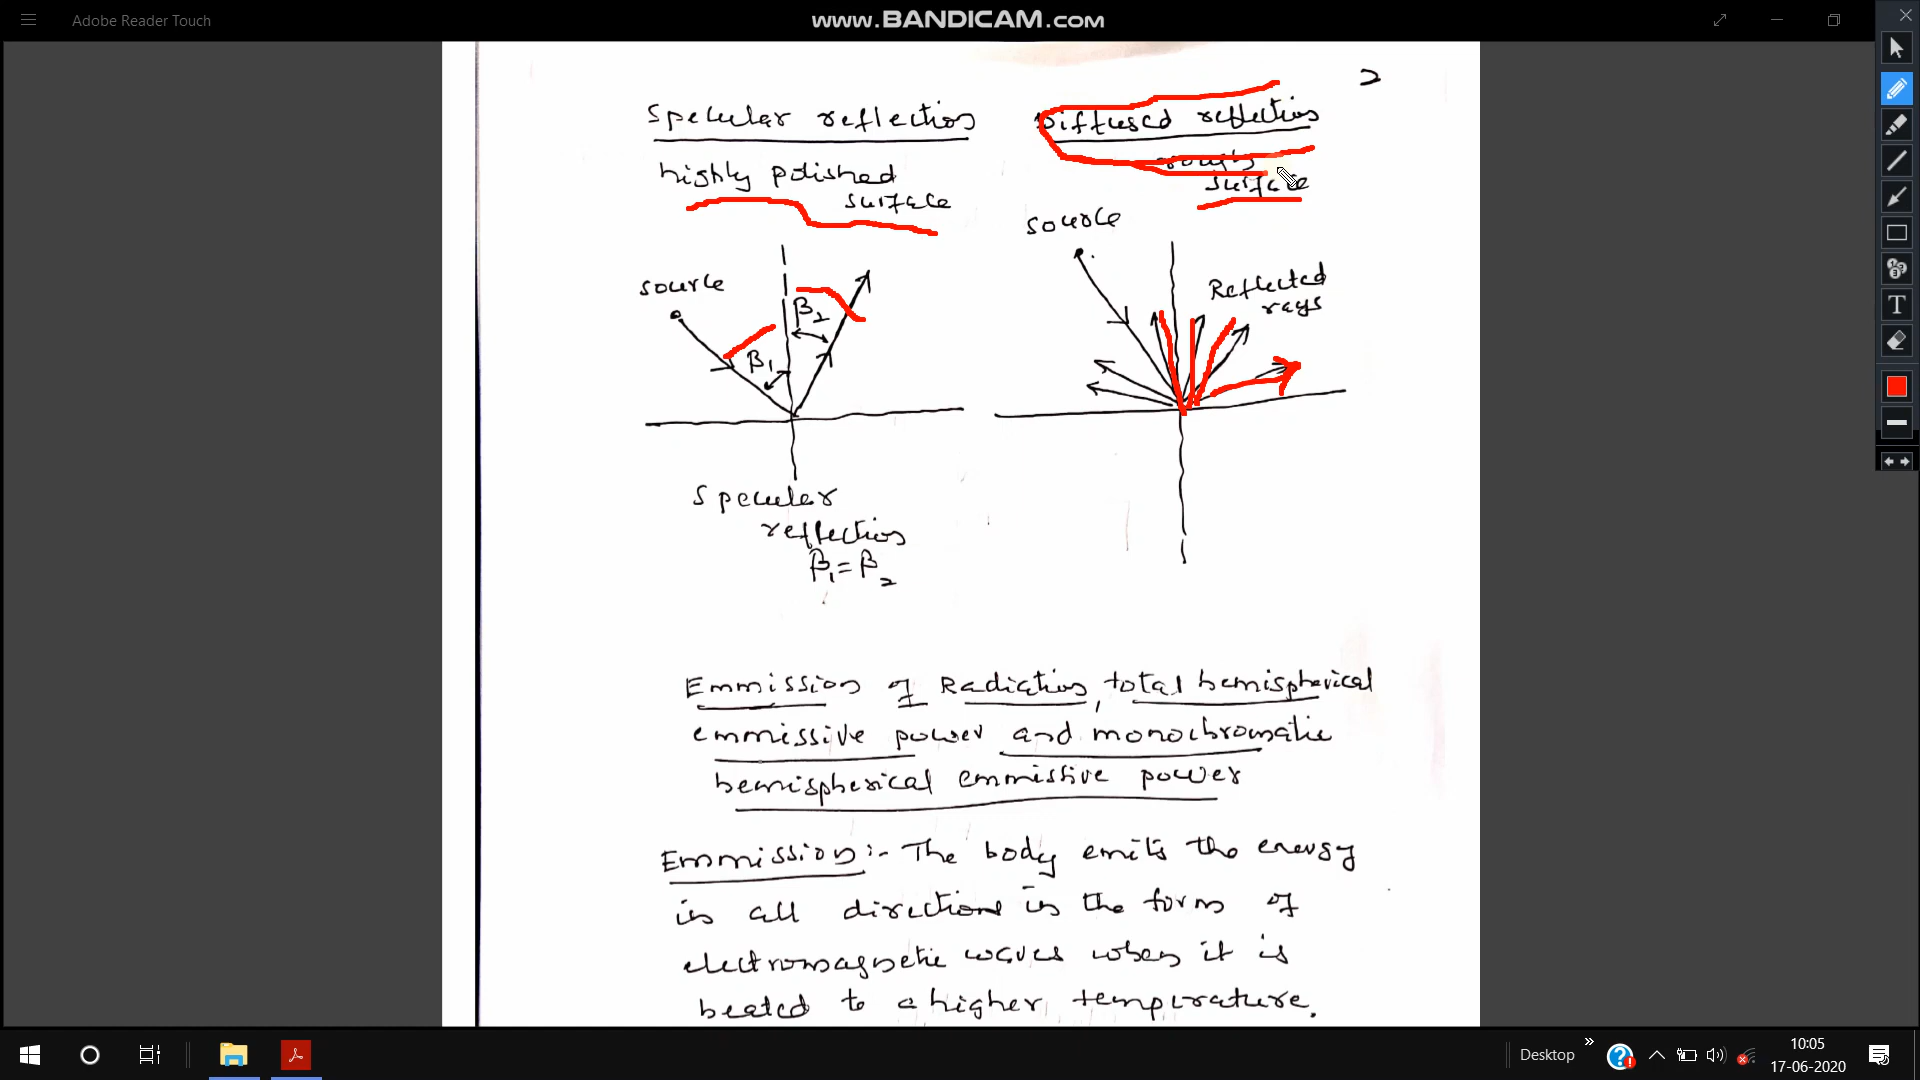 Adobe Reader Touch
www.BANDICAM.com
2
Specular reflection
highly polished
surface
Diffused reflection
rough
surface
source
β2
β1
source
Reflected
rays
Specular
reflection
β1 = β2
Emmission of Radiation, total hemispherical
emmissive power and monochromatic
hemispherical emmissive power
Emmission :- The body emits the energy
in all directions in the form of
electromagnetic waves when it is
heated to a higher temperature.
T
Desktop
10:05
17-06-2020